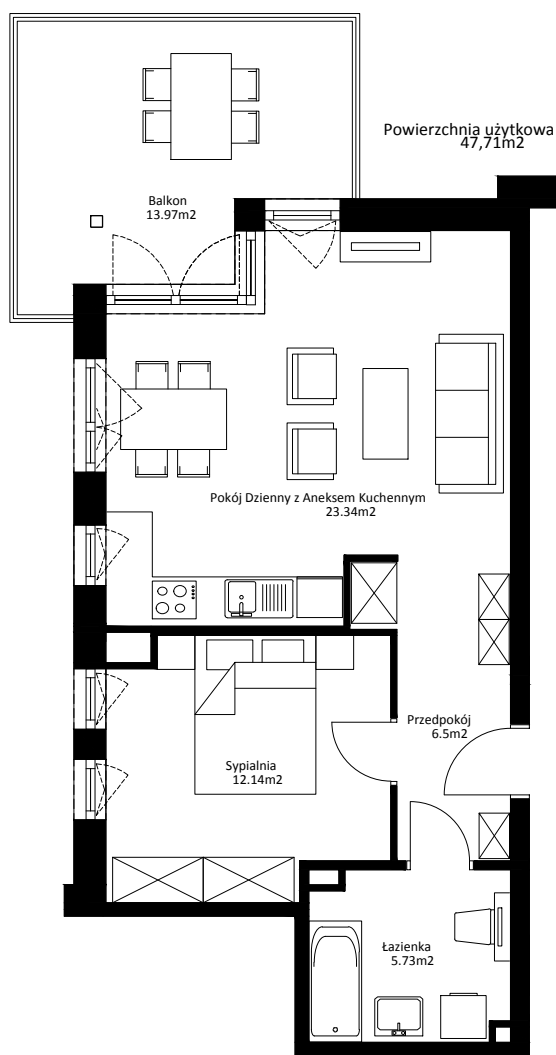 Powierzchnia użytkowa
47,71m2
Balkon
13.97m2
Pokój Dzienny z Aneksem Kuchennym
23.34m2
Przedpokój
6.5m2
Sypialnia
12.14m2
Łazienka
5.73m2